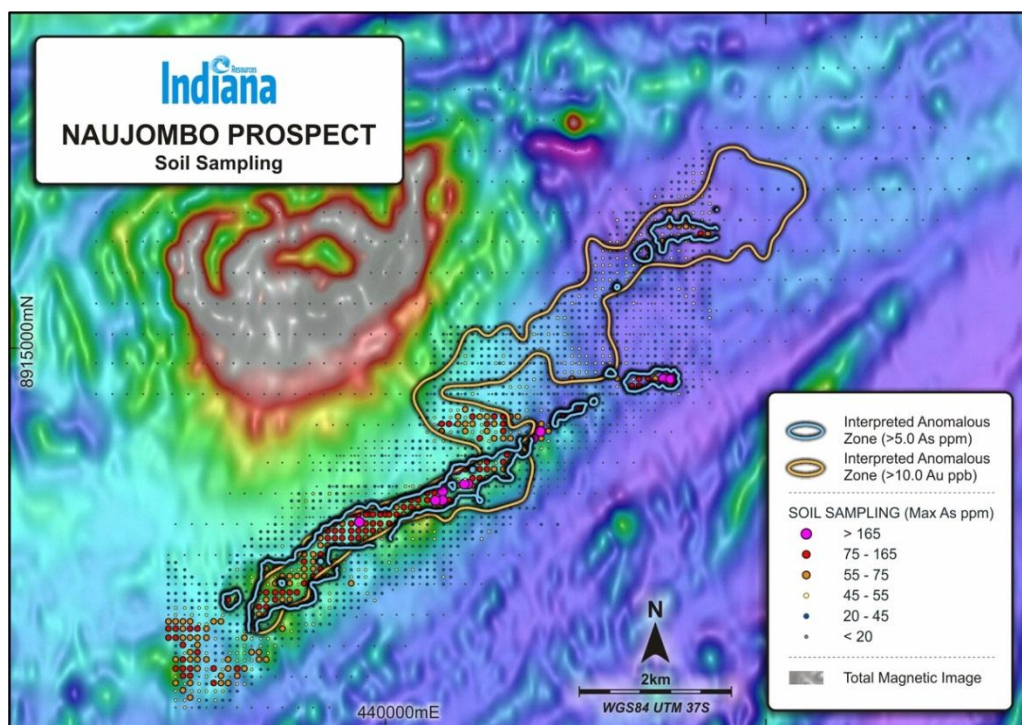 Resources
Indiana
NAUJOMBO PROSPECT
Soil Sampling
8915000mN
Interpreted Anomalous
Zone (>5.0 As ppm)
Interpreted Anomalous
Zone (>10.0 Au ppb)
SOIL SAMPLING (Max As ppm)
> 165
75 - 165
55 - 75
45 - 55
20 - 45
< 20
Total Magnetic Image
N
2km
WGS84 UTM 37S
440000mE